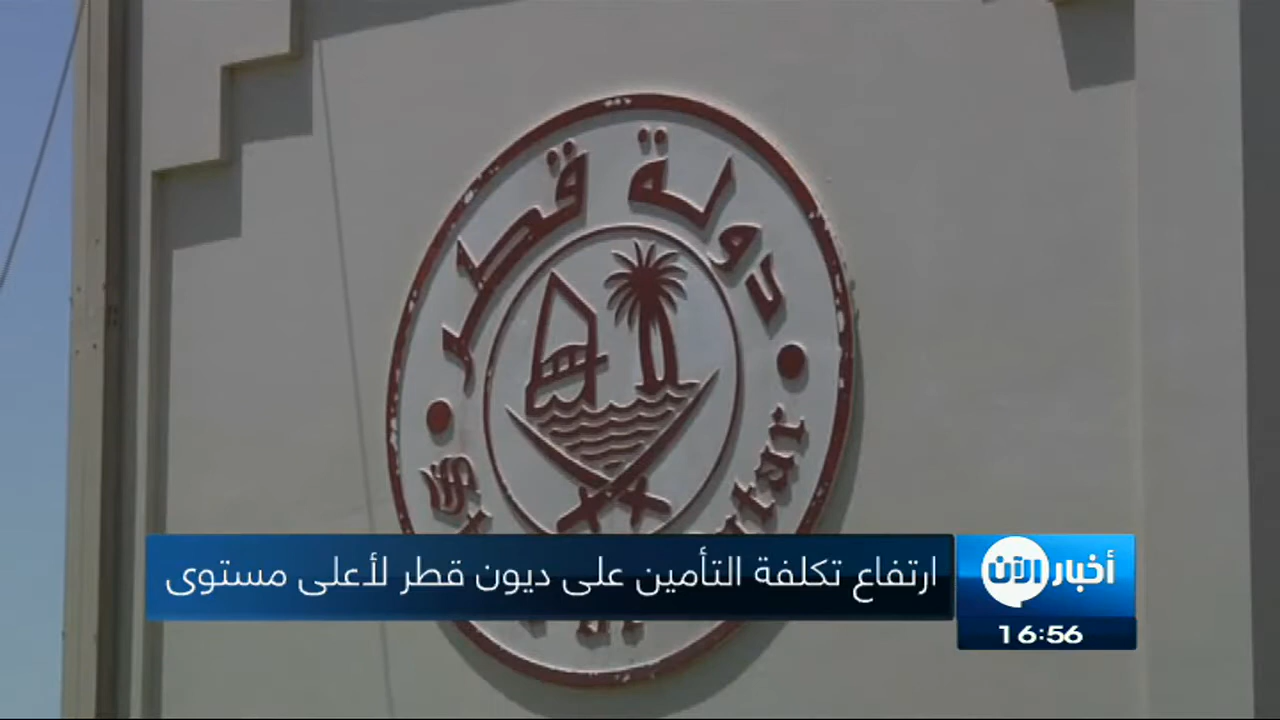 دولة قطر
ارتفاع تكلفة التأمين على ديون قطر لأعلى مستوى
أخبار الآن
16:56